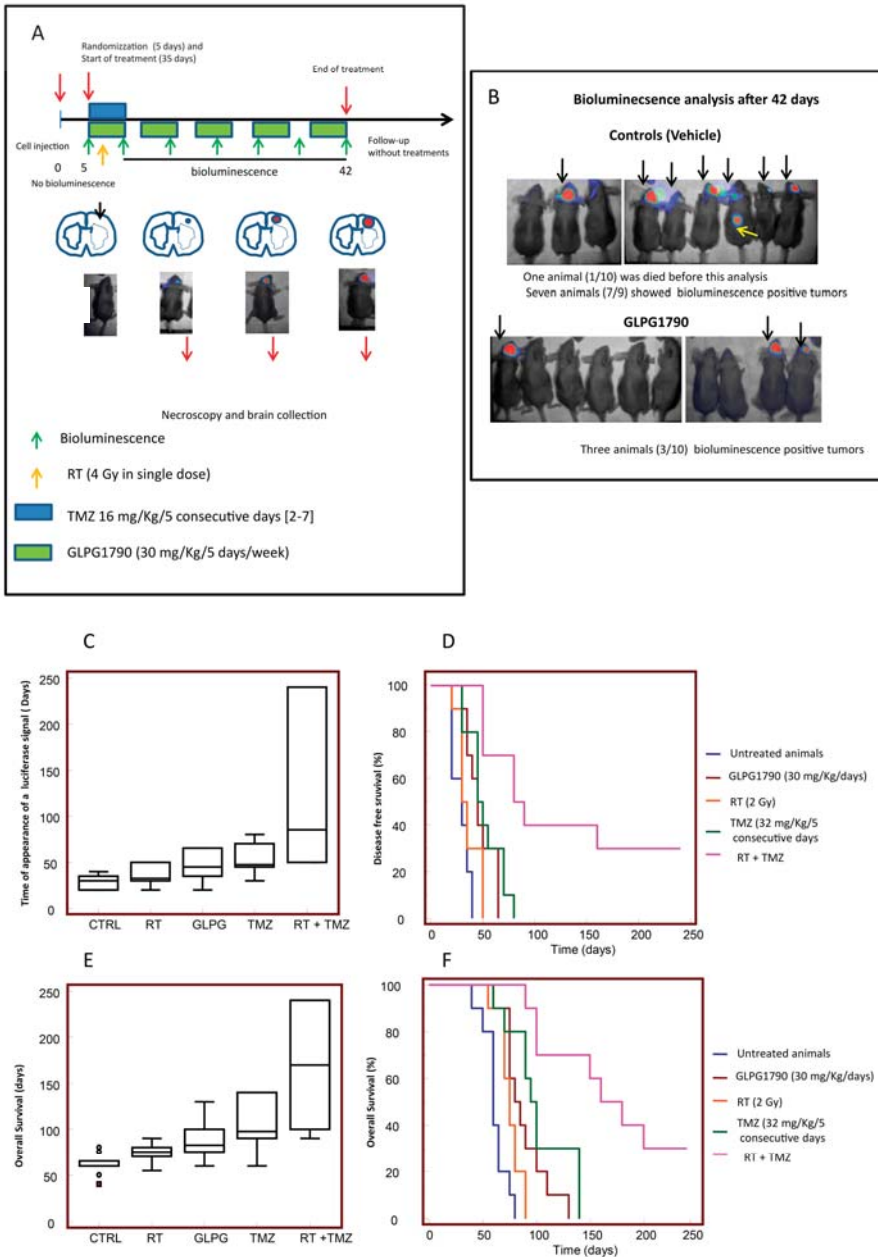 A
Randomizzation (5 days) and
Start of treatment (35 days)
End of treatment
Cell injection
0
5
No bioluminescence
bioluminescence
42
Follow-up
without treatments
Necroscopy and brain collection
Bioluminescence
RT (4 Gy in single dose)
TMZ 16 mg/Kg/5 consecutive days [2-7]
GLPG1790 (30 mg/Kg/5 days/week)
B
Bioluminecsence analysis after 42 days
Controls (Vehicle)
One animal (1/10) was died before this analysis
Seven animals (7/9) showed bioluminescence positive tumors
GLPG1790
Three animals (3/10) bioluminescence positive tumors
C
Time of appearance of a luciferase signal ( Days)
250
200
150
100
50
0
CTRL RT GLPG TMZ RT + TMZ
D
Disease free sruvival (%)
100
80
60
40
20
0
0 50 100 150 200 250
Time (days)
Untreated animals
GLPG1790 (30 mg/Kg/days)
RT (2 Gy)
TMZ (32 mg/Kg/5
consecutive days
RT + TMZ
E
Overall Survival (days)
250
200
150
100
50
0
CTRL RT GLPG TMZ RT +TMZ
F
Overall Survival (%)
100
80
60
40
20
0
50 100 150 200 250
Time (days)
Untreated animals
GLPG1790 (30 mg/Kg/days)
RT (2 Gy)
TMZ (32 mg/Kg/5
consecutive days
RT + TMZ